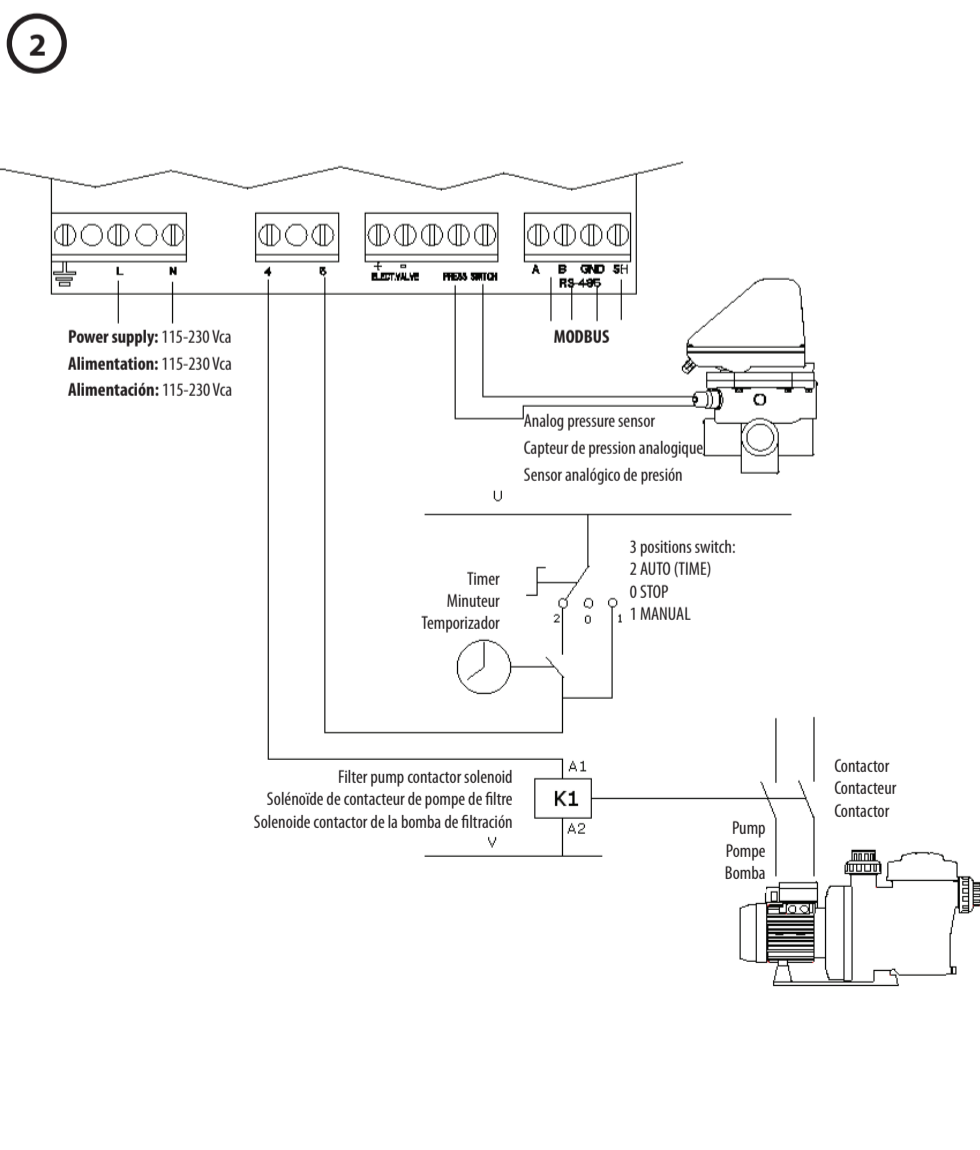 2
L N 4 5 + - A B GND SH
ELECT.VALVE PRESS SWITCH RS-485
Power supply: 115-230 Vca
Alimentation: 115-230 Vca
Alimentación: 115-230 Vca
MODBUS
Analog pressure sensor
Capteur de pression analogique
Sensor analógico de presión
U
3 positions switch:
2 AUTO (TIME)
0 STOP
1 MANUAL
Timer
Minuteur
Temporizador
2 0 1
A1
Filter pump contactor solenoid
Solénoïde de contacteur de pompe de filtre
Solenoide contactor de la bomba de filtración
K1
A2
V
Contactor
Contacteur
Contactor
Pump
Pompe
Bomba